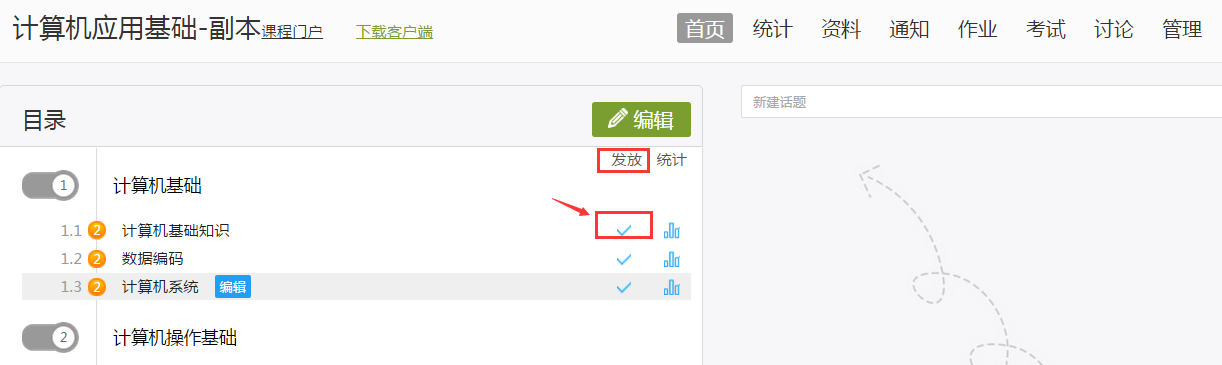 计算机应用基础-副本课程门户 下载客户端 首页 统计 资料 通知 作业 考试 讨论 管理
目录 编辑 新建话题
发放 统计
1 计算机基础
1.1 2 计算机基础知识
1.2 2 数据编码
1.3 2 计算机系统 编辑
2 计算机操作基础